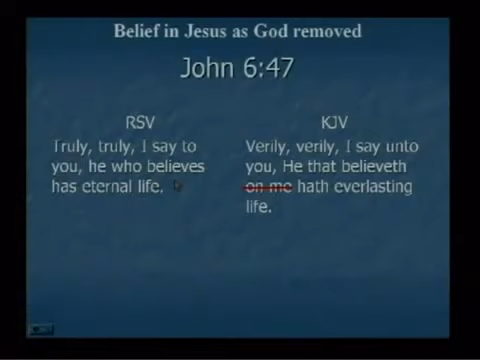 Belief in Jesus as God removed
John 6:47
RSV
Truly, truly, I say to
you, he who believes
has eternal life.
KJV
Verily, verily, I say unto
you, He that believeth
on me hath everlasting
life.